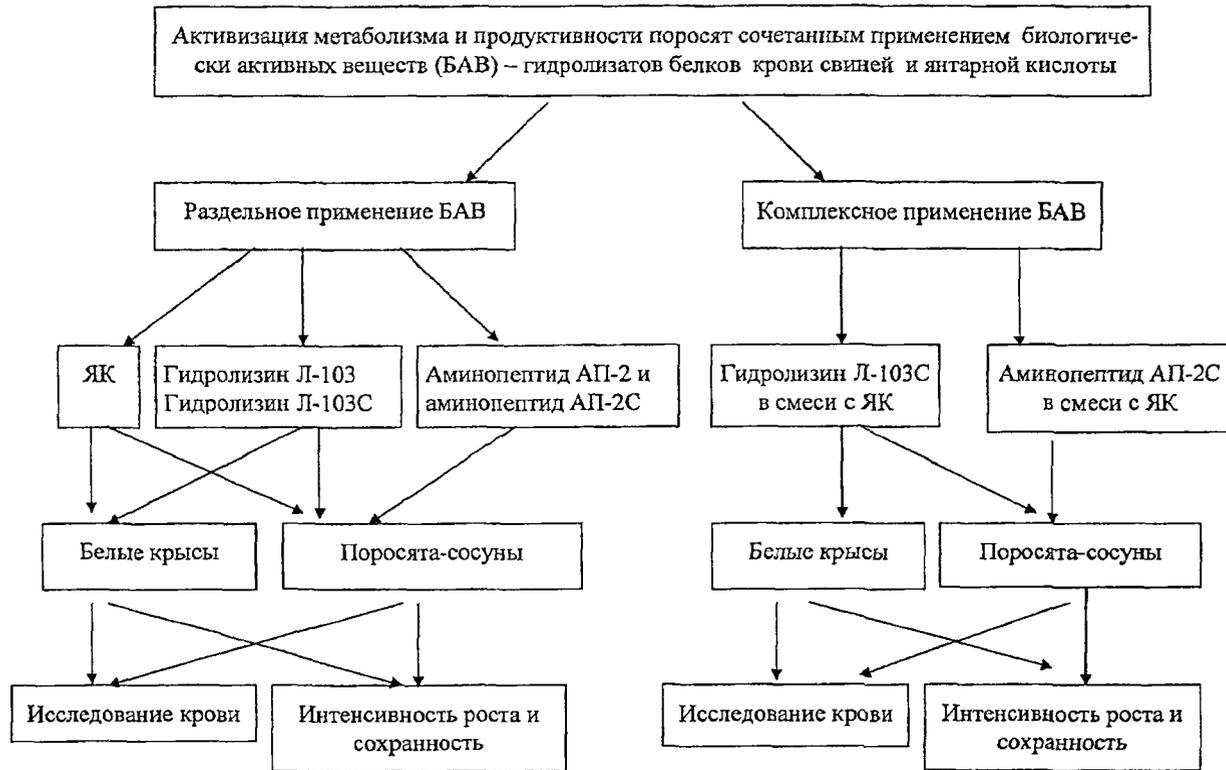 Активизация метаболизма и продуктивности поросят сочетанным применением биологиче-
ски активных веществ (БАВ) – гидролизатов белков крови свиней и янтарной кислоты
Раздельное применение БАВ
Комплексное применение БАВ
ЯК
Гидролизин Л-103
Гидролизин Л-103С
Аминопептид АП-2 и
аминопептид АП-2С
Гидролизин Л-103С
в смеси с ЯК
Аминопептид АП-2С
в смеси с ЯК
Белые крысы
Поросята-сосуны
Белые крысы
Поросята-сосуны
Исследование крови
Интенсивность роста и
сохранность
Исследование крови
Интенсивность роста и
сохранность